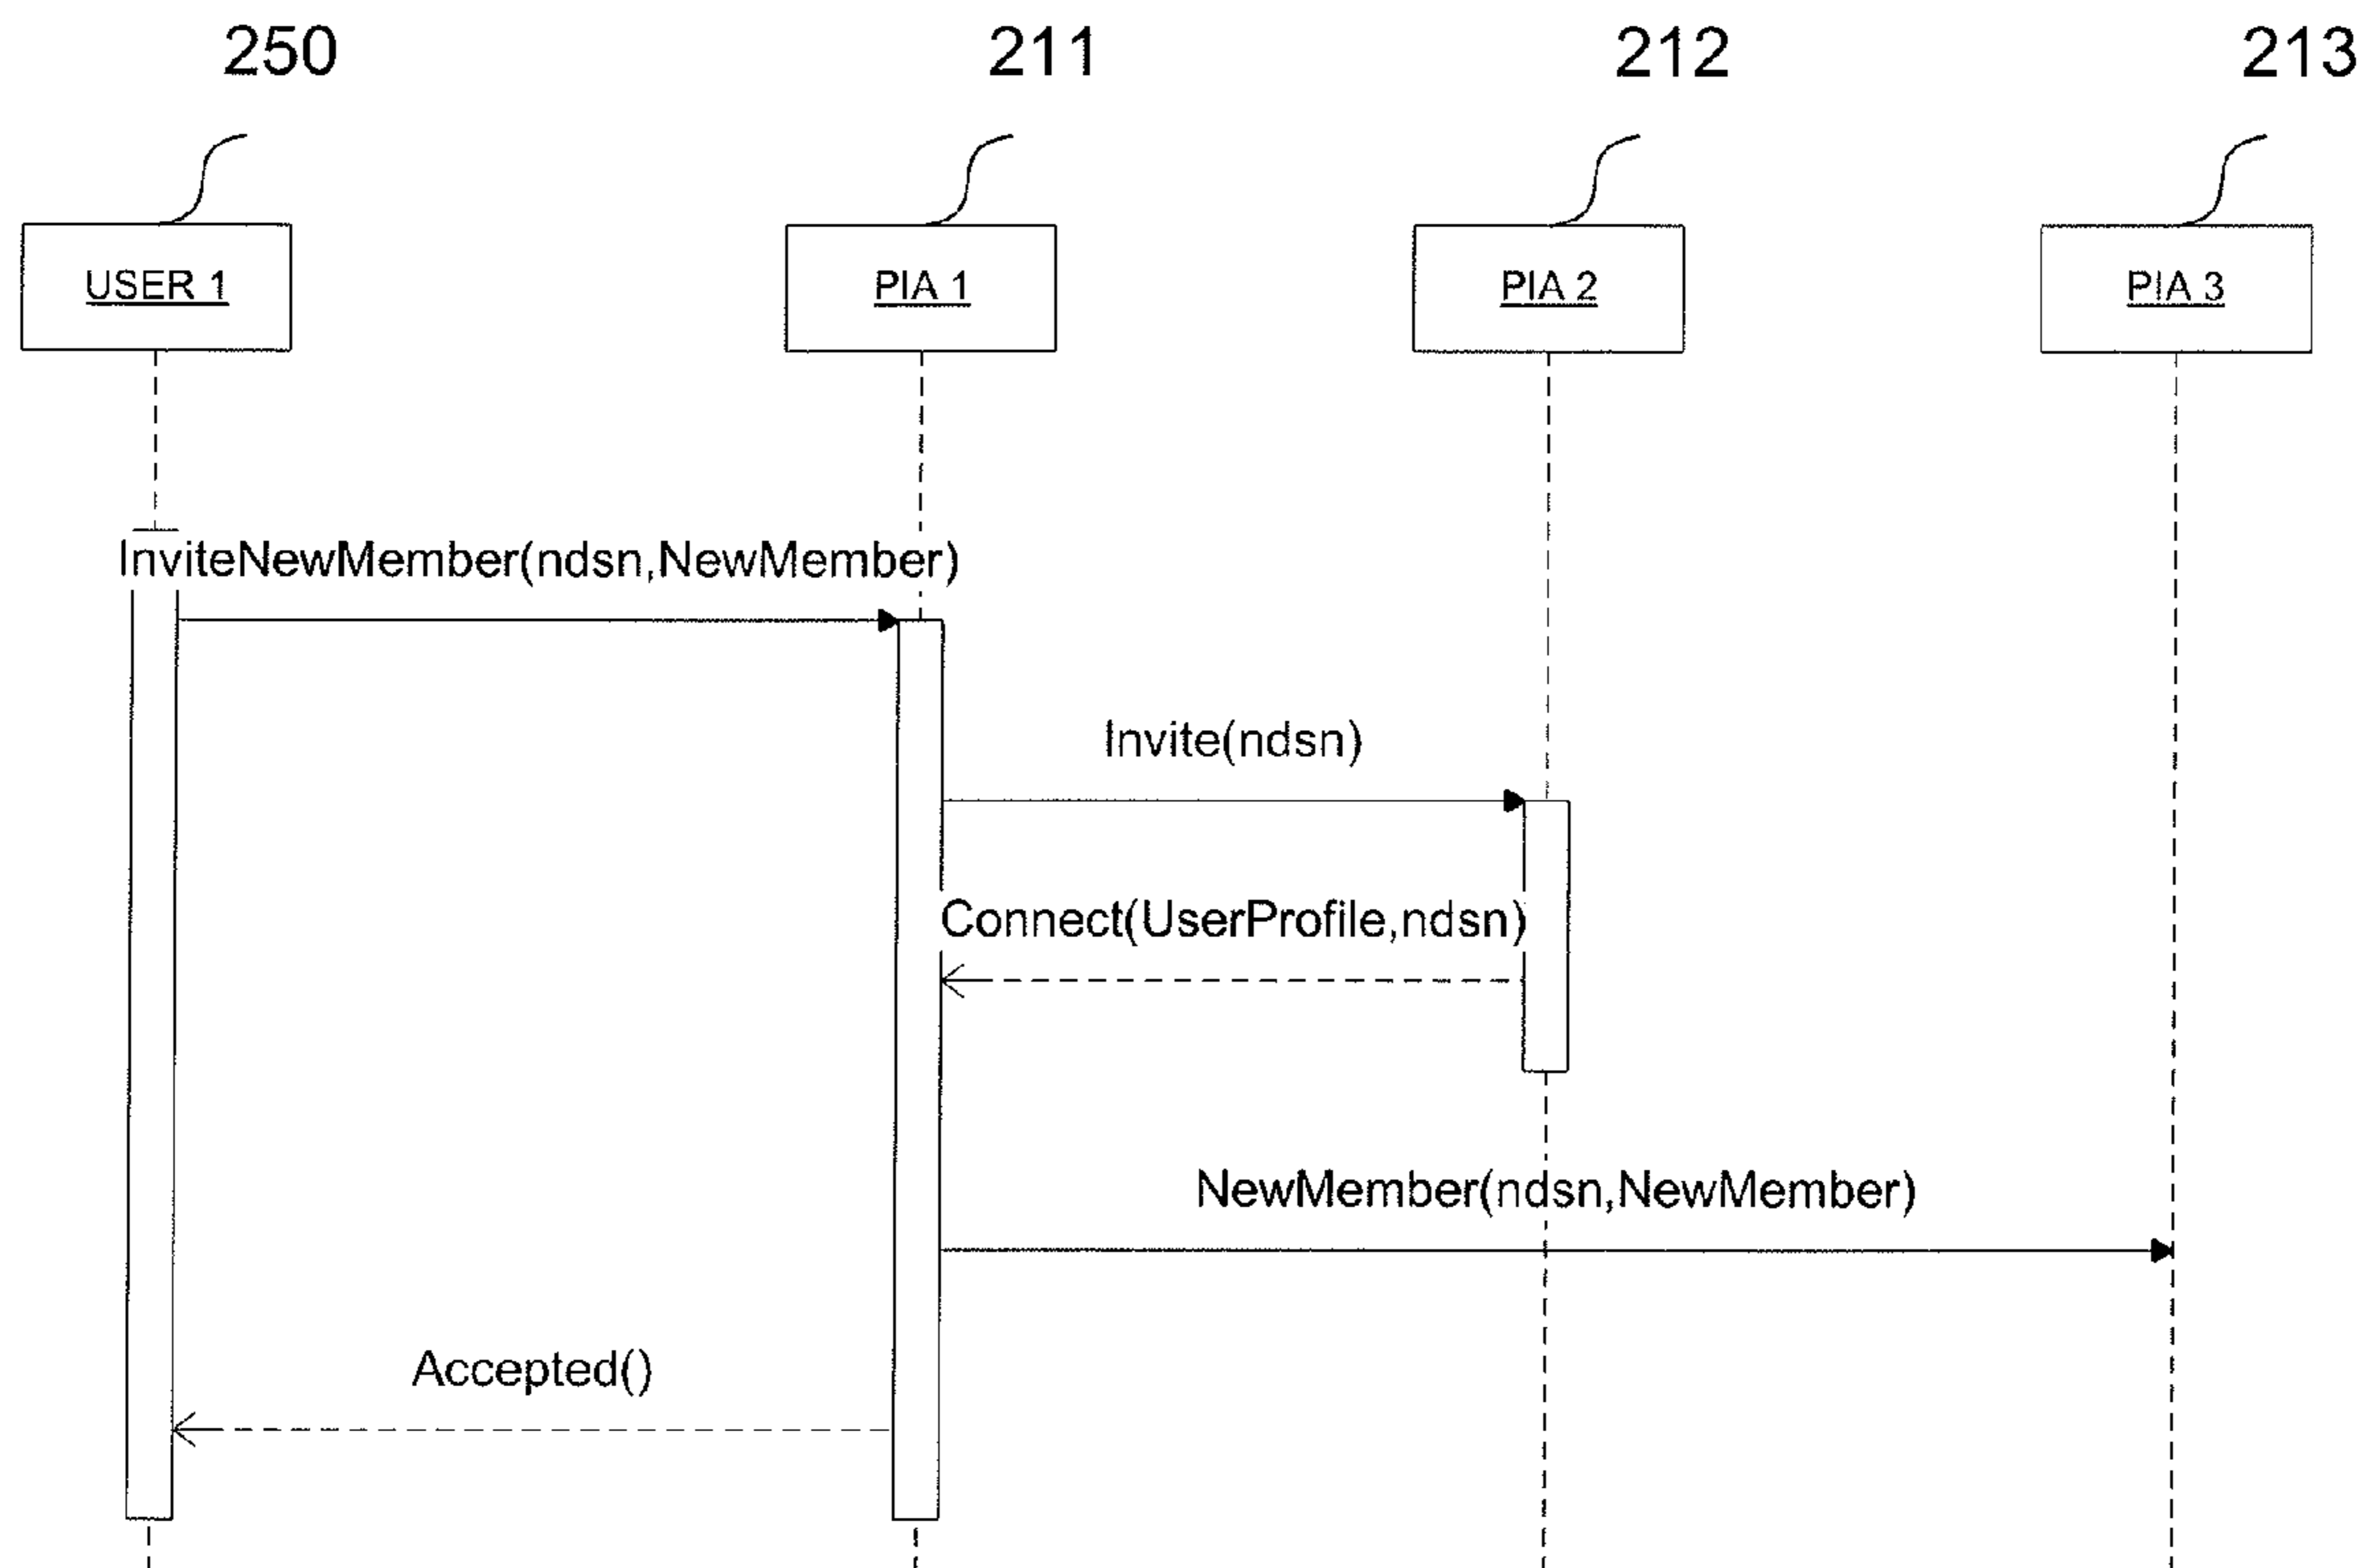 250
211
212
213
USER 1
PIA 1
PIA 2
PIA 3
InviteNewMember(ndsn,NewMember)
Invite(ndsn)
Connect(UserProfile,ndsn)
NewMember(ndsn,NewMember)
Accepted()